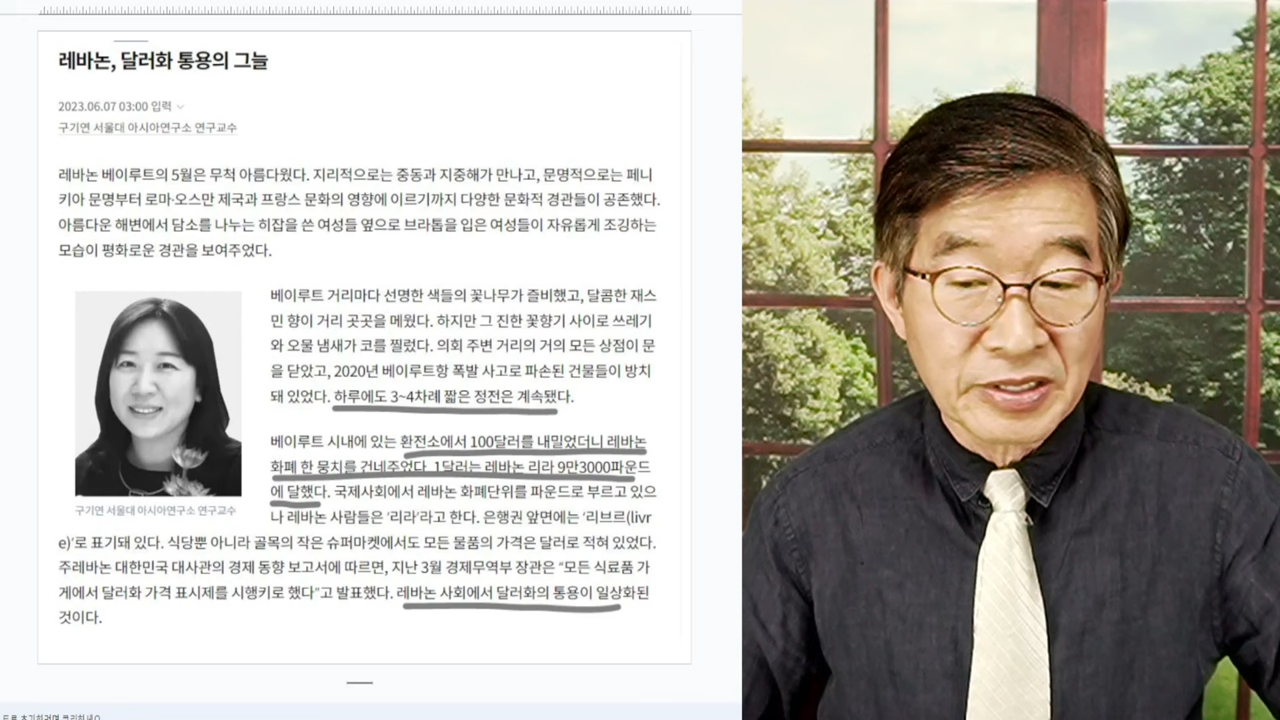 레바논, 달러화 통용의 그늘
2023.06.07 03:00 입력
구기연 서울대 아시아연구소 연구교수
레바논 베이루트의 5월은 무척 아름다웠다. 지리적으로는 중동과 지중해가 만나고, 문명적으로는 페니
키아 문명부터 로마·오스만 제국과 프랑스 문화의 영향에 이르기까지 다양한 문화적 경관들이 공존했다.
아름다운 해변에서 담소를 나누는 히잡을 쓴 여성들 옆으로 브라톱을 입은 여성들이 자유롭게 조깅하는
모습이 평화로운 경관을 보여주었다.
베이루트 거리마다 선명한 색들의 꽃나무가 즐비했고, 달콤한 재스
민 향이 거리 곳곳을 메웠다. 하지만 그 진한 꽃향기 사이로 쓰레기
와 오물 냄새가 코를 찔렀다. 의회 주변 거리의 거의 모든 상점이 문
을 닫았고, 2020년 베이루트항 폭발 사고로 파손된 건물들이 방치
돼 있었다. 하루에도 3~4차례 짧은 정전은 계속됐다.
베이루트 시내에 있는 환전소에서 100달러를 내밀었더니 레바논
화폐 한 뭉치를 건네주었다. 1달러는 레바논 리라 9만3000파운드
에 달했다. 국제사회에서 레바논 화폐단위를 파운드로 부르고 있으
구기연 서울대 아시아연구소 연구교수
나 레바논 사람들은 ‘리라’라고 한다. 은행권 앞면에는 ‘리브르(livr
e)’로 표기돼 있다. 식당뿐 아니라 골목의 작은 슈퍼마켓에서도 모든 물품의 가격은 달러로 적혀 있었다.
주레바논 대한민국 대사관의 경제 동향 보고서에 따르면, 지난 3월 경제무역부 장관은 “모든 식료품 가
게에서 달러화 가격 표시제를 시행키로 했다”고 발표했다. 레바논 사회에서 달러화의 통용이 일상화된
것이다.